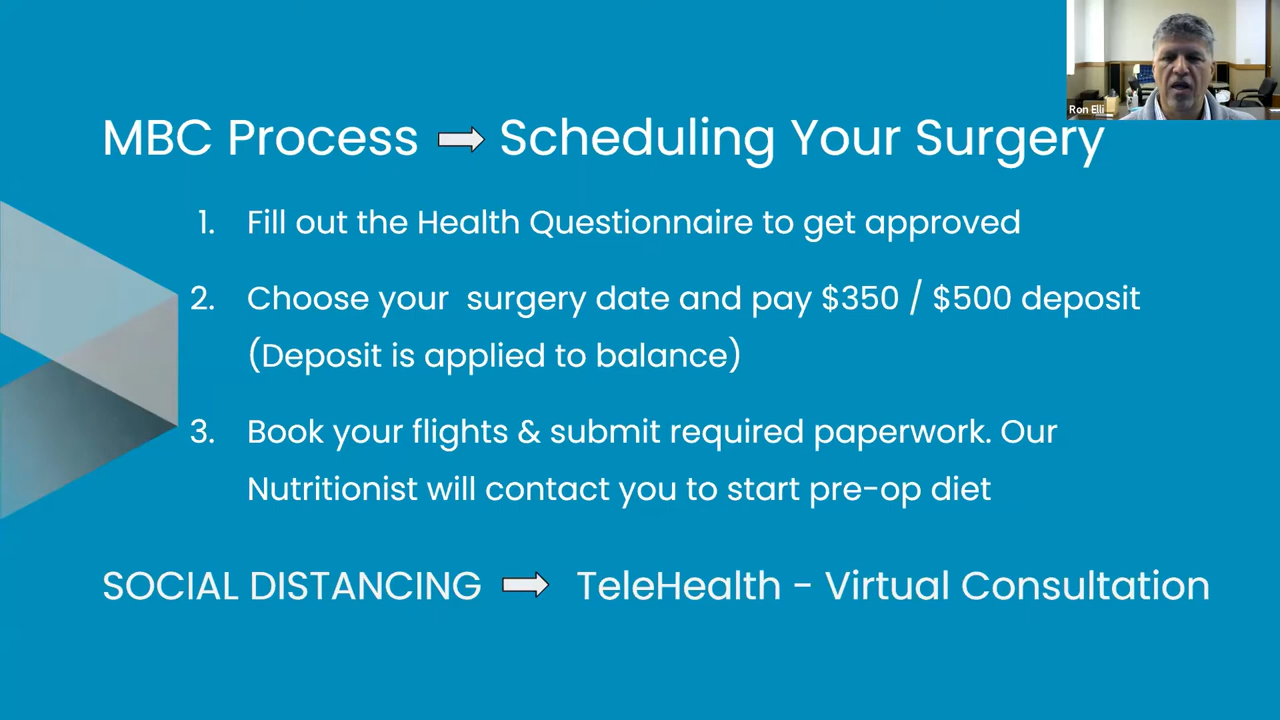 Ron Elli
MBC Process ➡ Scheduling Your Surgery
1. Fill out the Health Questionnaire to get approved
2. Choose your surgery date and pay $350 / $500 deposit
(Deposit is applied to balance)
3. Book your flights & submit required paperwork. Our
Nutritionist will contact you to start pre-op diet
SOCIAL DISTANCING ➡ TeleHealth - Virtual Consultation